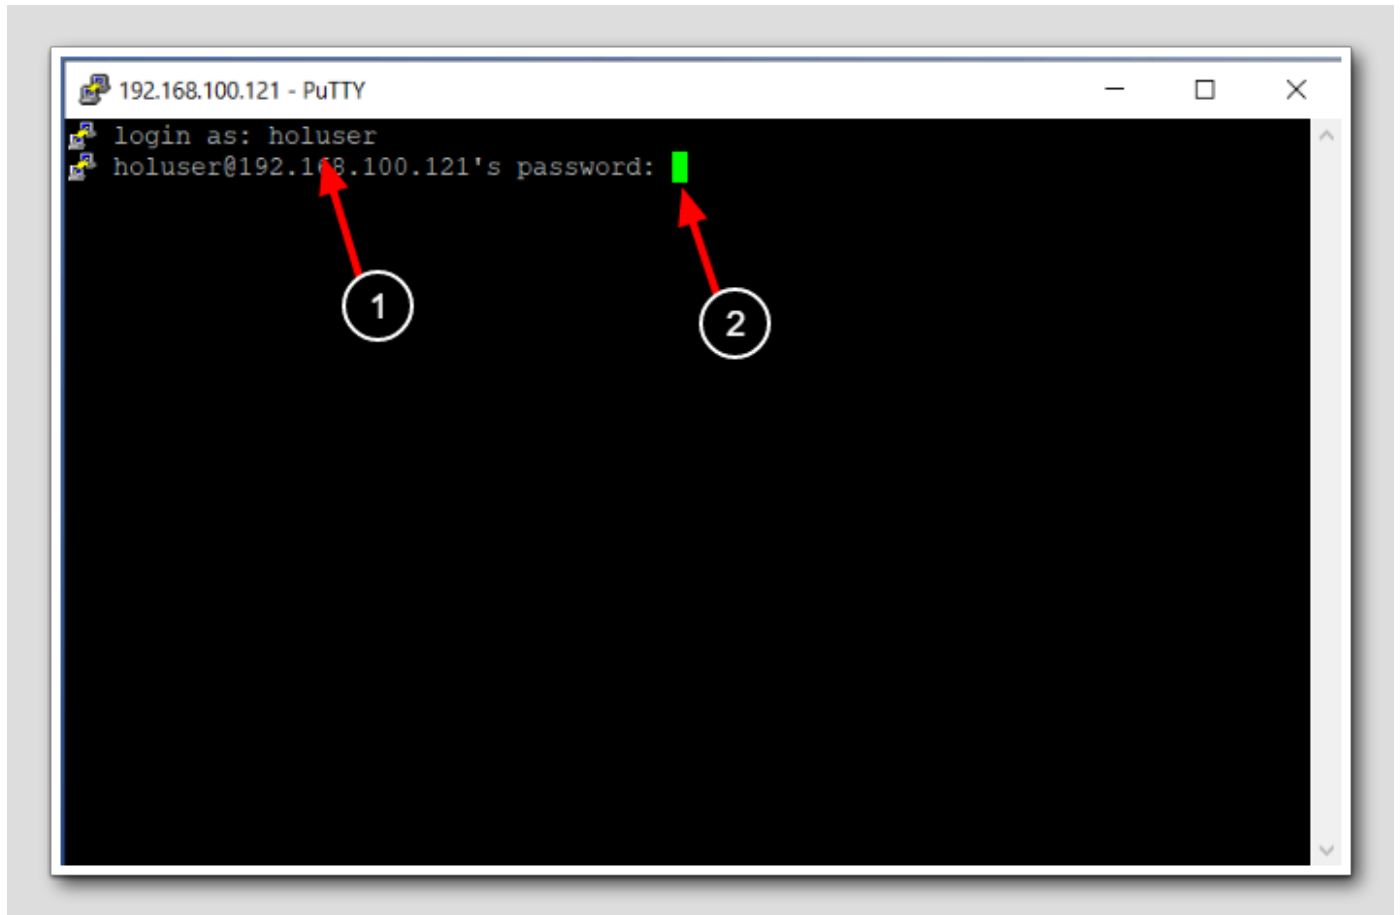 192.168.100.121 - PuTTY
login as: holuser
holuser@192.168.100.121's password:
1
2